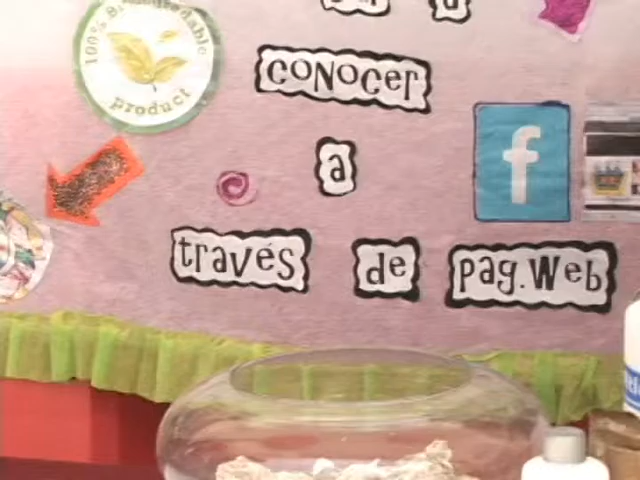 100% Biodegradable
product
conocer
a
través de pag.Web
f